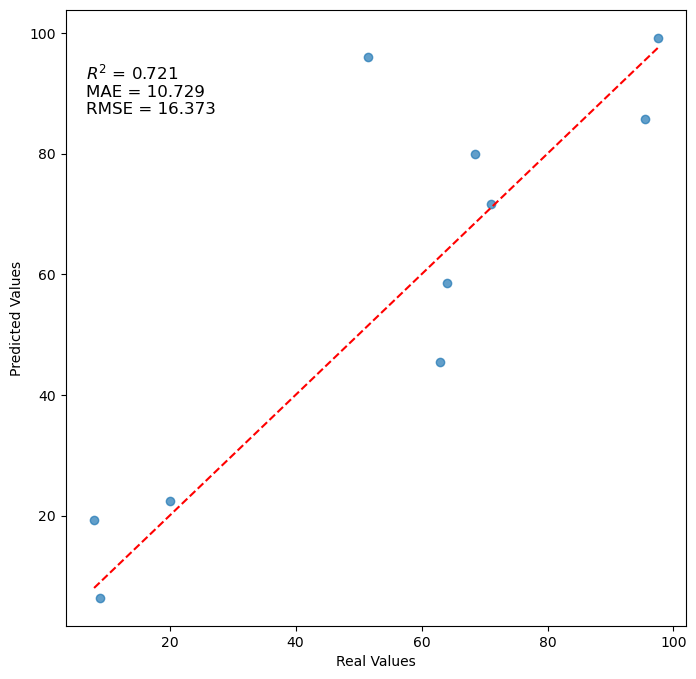 R² = 0.721
MAE = 10.729
RMSE = 16.373
100
80
60
40
20
Predicted Values
20 40 60 80 100
Real Values